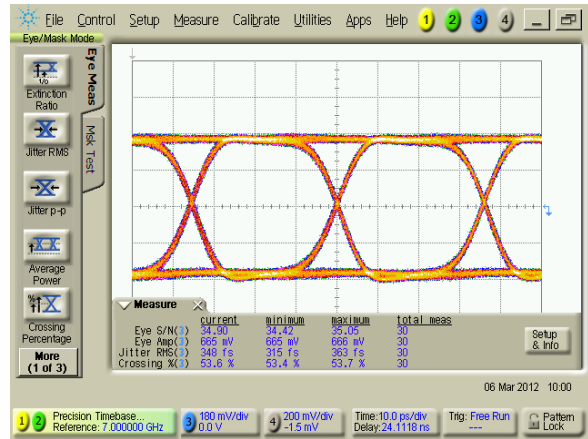 File Control Setup Measure Calibrate Utilities Apps Help 1 2 3 4
Eye/Mask Mode
Eye Meas
Msk Test
1/0
Extinction
Ratio
Jitter RMS
Jitter p-p
Average
Power
%
Crossing
Percentage
More
(1 of 3)
Measure
current minimum maximum total meas
Eye S/N(3) 34.90 34.42 35.05 30
Eye Amp(3) 665 mV 665 mV 666 mV 30
Jitter RMS(3) 348 fs 315 fs 363 fs 30
Crossing %(3) 53.6 % 53.4 % 53.7 % 30
Setup
& Info
06 Mar 2012 10:00
1 2 Precision Timebase...
Reference: 7.000000 GHz
3 180 mV/div
0.0 V
4 200 mV/div
-1.5 mV
Time:10.0 ps/div
Delay:24.1118 ns
Trig: Free Run
---
Pattern
Lock